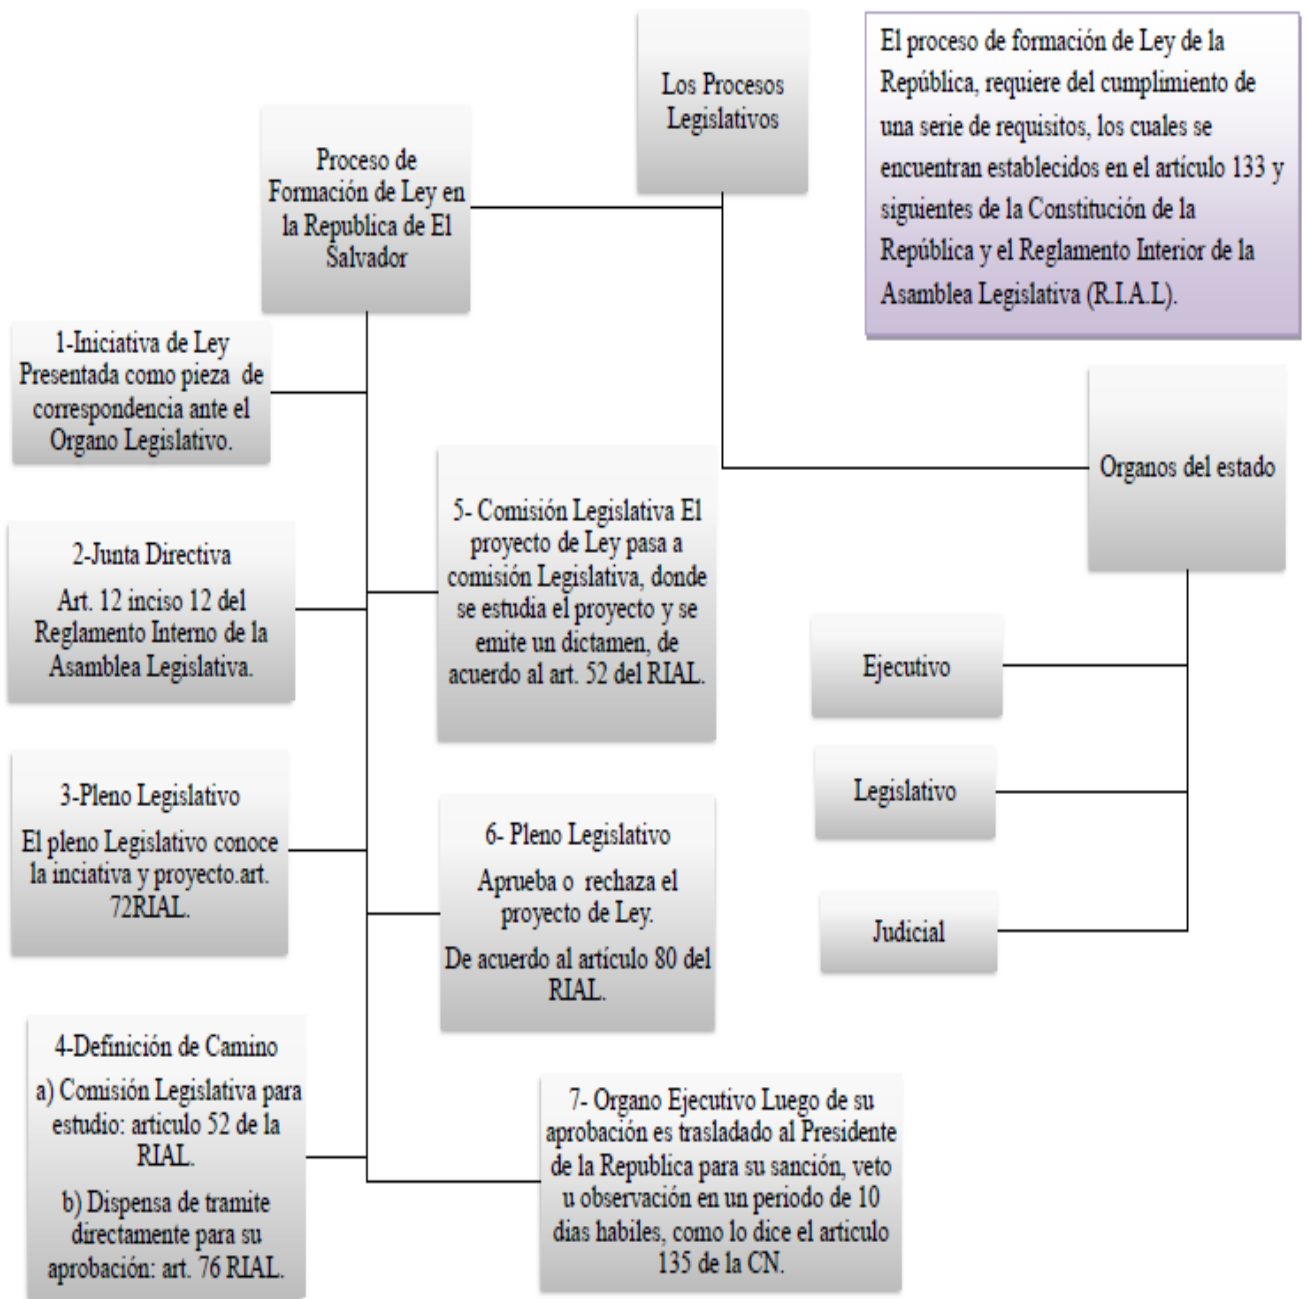 Los Procesos
Legislativos
El proceso de formación de Ley de la
República, requiere del cumplimiento de
una serie de requisitos, los cuales se
encuentran establecidos en el artículo 133 y
siguientes de la Constitución de la
República y el Reglamento Interior de la
Asamblea Legislativa (R.I.A.L).
Proceso de
Formación de Ley en
la Republica de El
Salvador
1-Iniciativa de Ley
Presentada como pieza de
correspondencia ante el
Organo Legislativo.
2-Junta Directiva
Art. 12 inciso 12 del
Reglamento Interno de la
Asamblea Legislativa.
3-Pleno Legislativo
El pleno Legislativo conoce
la inciativa y proyecto.art.
72RIAL.
4-Definición de Camino
a) Comisión Legislativa para
estudio: articulo 52 de la
RIAL.
b) Dispensa de tramite
directamente para su
aprobación: art. 76 RIAL.
5- Comisión Legislativa El
proyecto de Ley pasa a
comisión Legislativa, donde
se estudia el proyecto y se
emite un dictamen, de
acuerdo al art. 52 del RIAL.
6- Pleno Legislativo
Aprueba o rechaza el
proyecto de Ley.
De acuerdo al artículo 80 del
RIAL.
7- Organo Ejecutivo Luego de su
aprobación es trasladado al Presidente
de la Republica para su sanción, veto
u observación en un periodo de 10
dias habiles, como lo dice el articulo
135 de la CN.
Organos del estado
Ejecutivo
Legislativo
Judicial